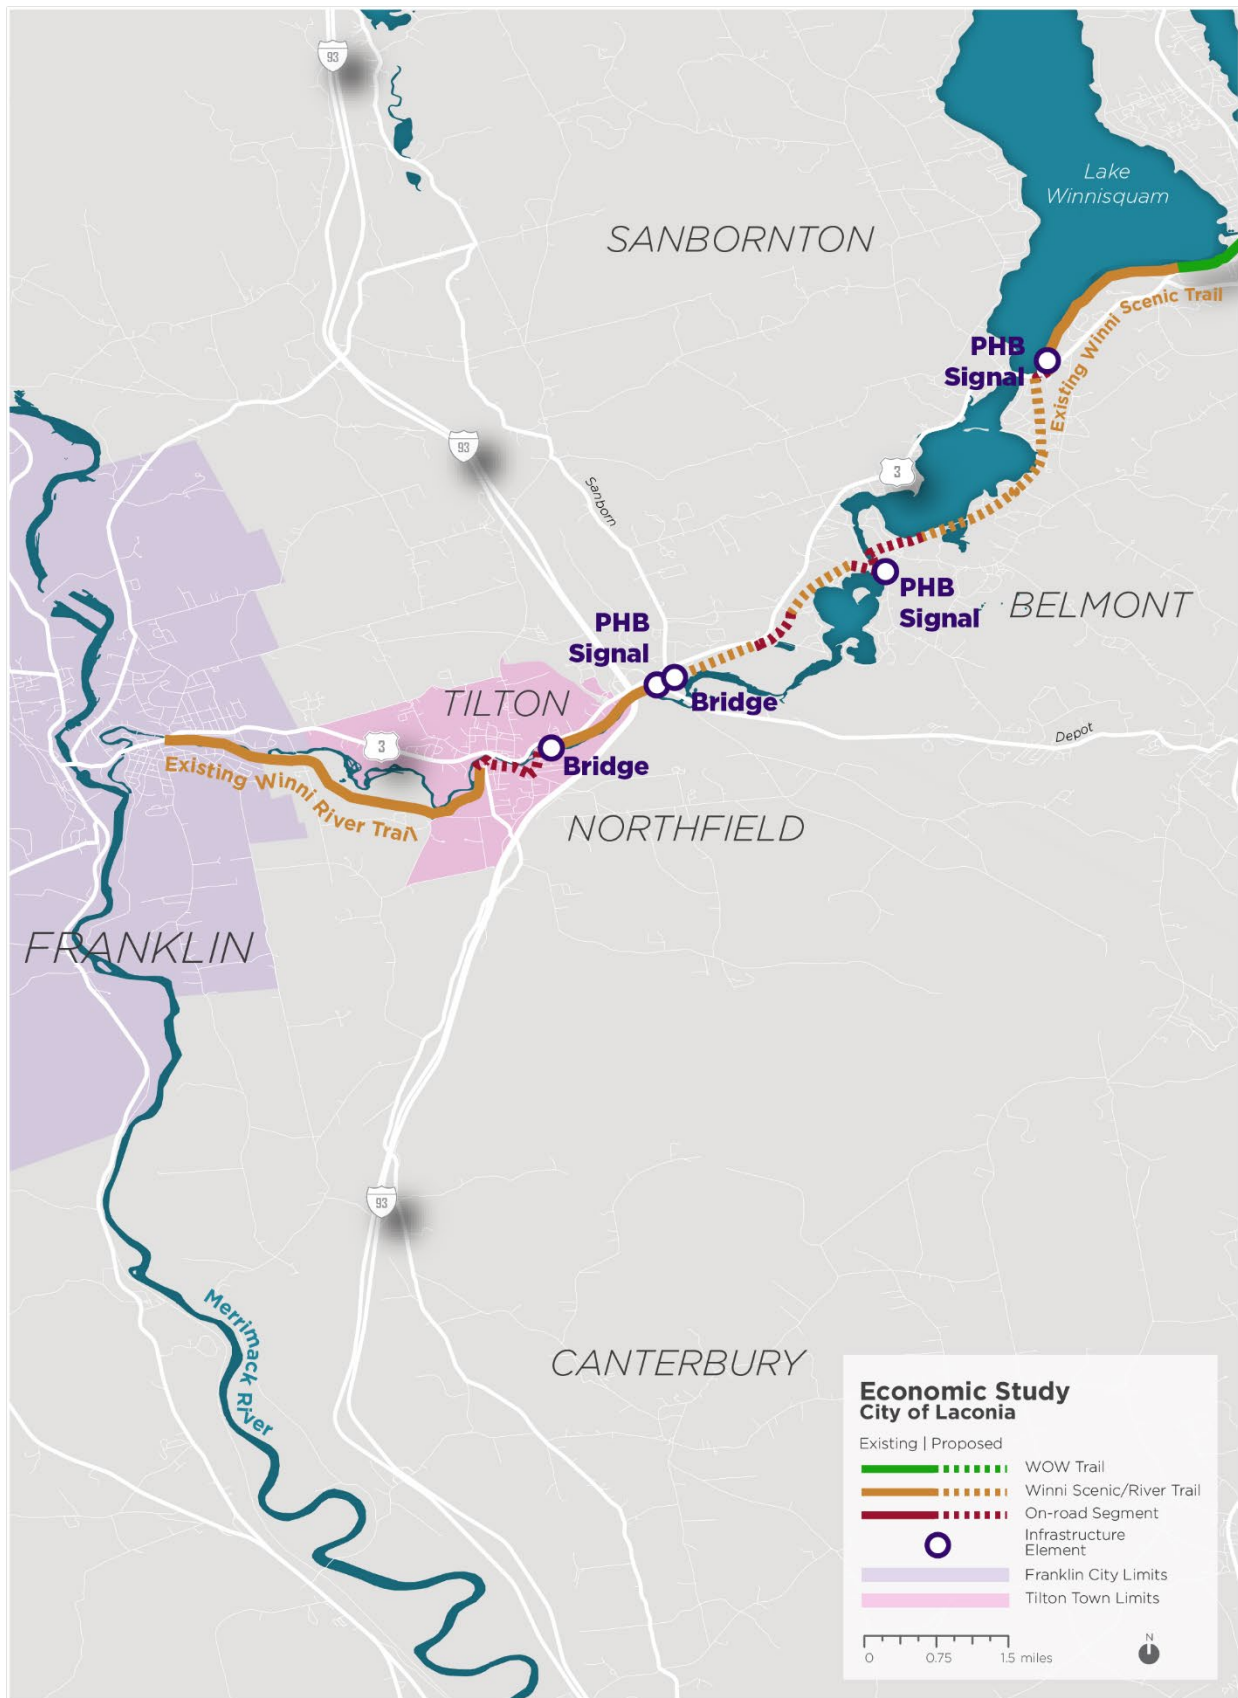 93
Lake
Winnisquam
SANBORNTON
Existing Winni Scenic Trail
PHB
Signal
93
3
Sanborn
PHB
Signal
BELMONT
PHB
Signal
TILTON
Bridge
Depot
3
Bridge
Existing Winni River Trail
NORTHFIELD
FRANKLIN
93
Merrimack River
CANTERBURY
Economic Study
City of Laconia
Existing | Proposed
WOW Trail
Winni Scenic/River Trail
On-road Segment
Infrastructure
Element
Franklin City Limits
Tilton Town Limits
N
0 0.75 1.5 miles